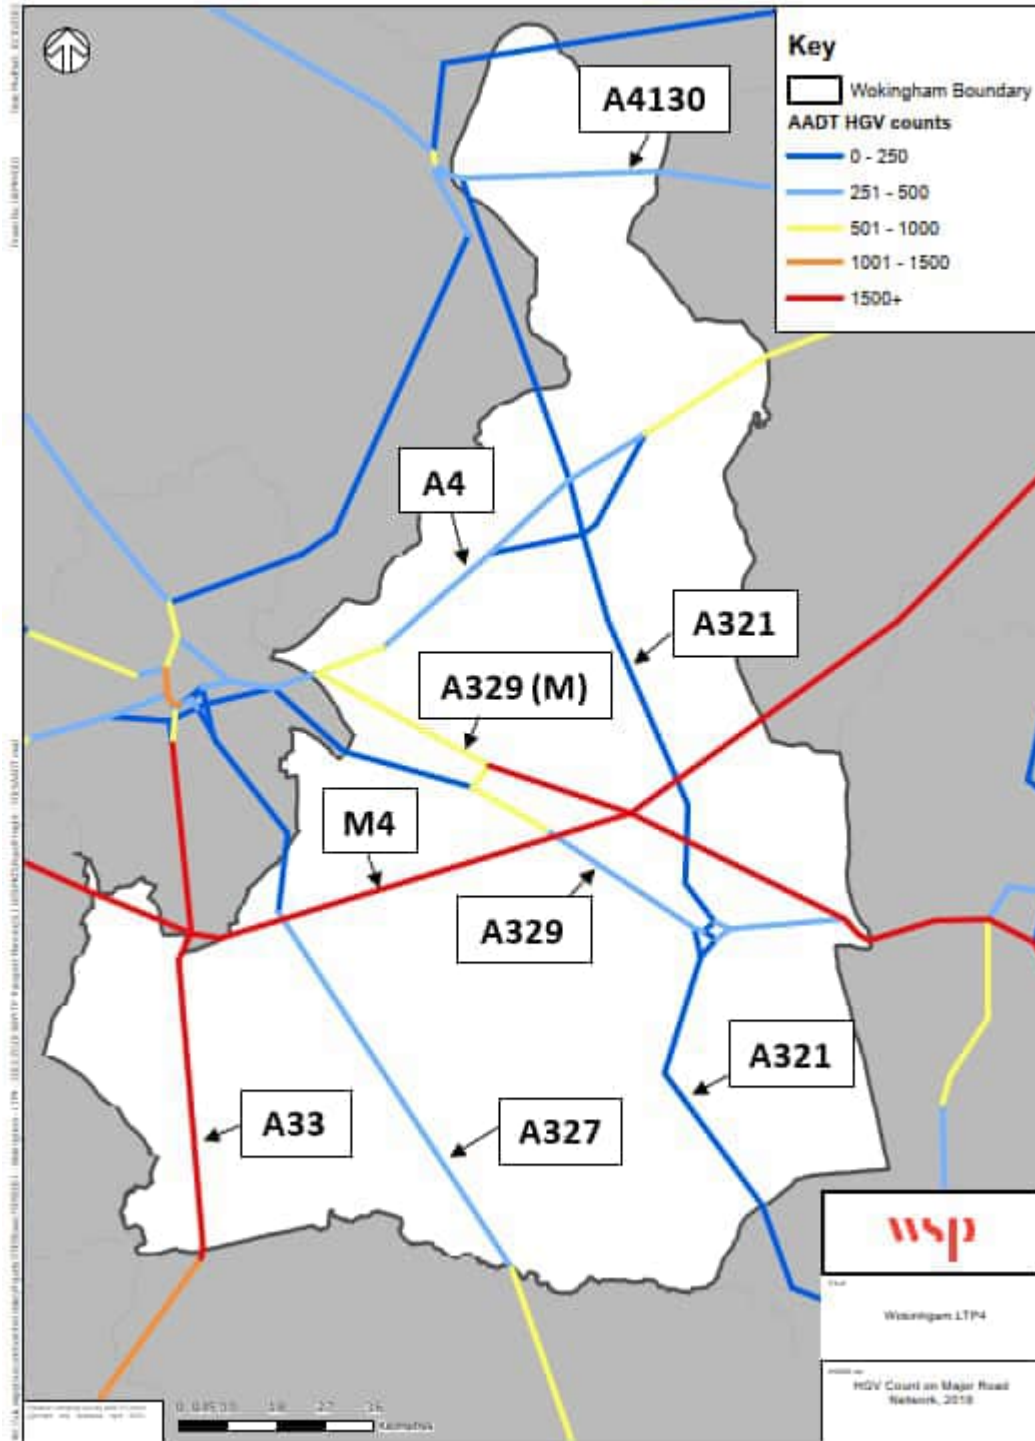 Key
Wokingham Boundary
AADT HGV counts
0 - 250
251 - 500
501 - 1000
1001 - 1500
1500+
A4130
A4
A321
A329 (M)
M4
A329
A321
A33
A327
wsp
Wokingham LTP4
HGV Count on Major Road
Network, 2018
Kilometres